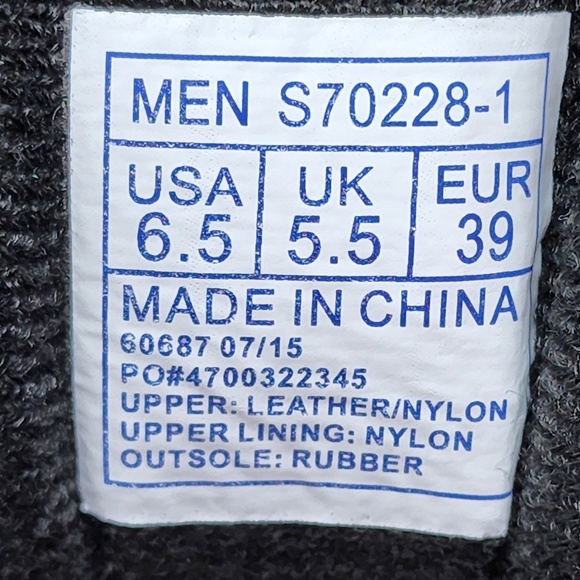 MEN S70228-1
USA UK EUR
6.5 5.5 39
MADE IN CHINA
60687 07/15
PO#4700322345
UPPER: LEATHER/NYLON
UPPER LINING: NYLON
OUTSOLE: RUBBER